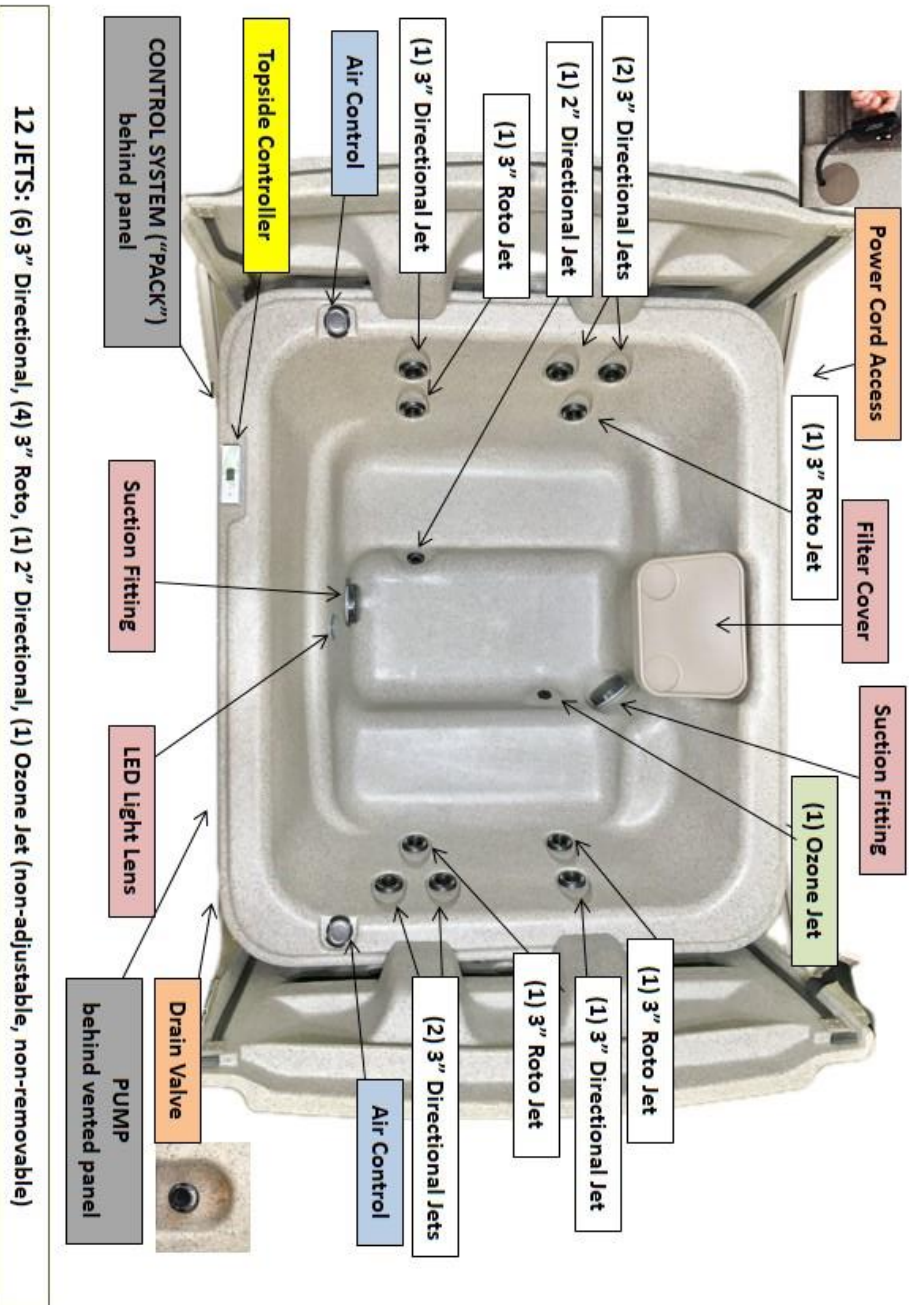 Power Cord Access
(1) 3” Roto Jet
Filter Cover
Suction Fitting
(1) Ozone Jet
(2) 3” Directional Jets
(1) 2” Directional Jet
(1) 3” Roto Jet
(1) 3” Directional Jet
Air Control
Topside Controller
CONTROL SYSTEM (“PACK”)
behind panel
Suction Fitting
LED Light Lens
(1) 3” Roto Jet
(1) 3” Directional Jet
(1) 3” Roto Jet
(2) 3” Directional Jets
Air Control
Drain Valve
PUMP
behind vented panel
12 JETS: (6) 3” Directional, (4) 3” Roto, (1) 2” Directional, (1) Ozone Jet (non-adjustable, non-removable)